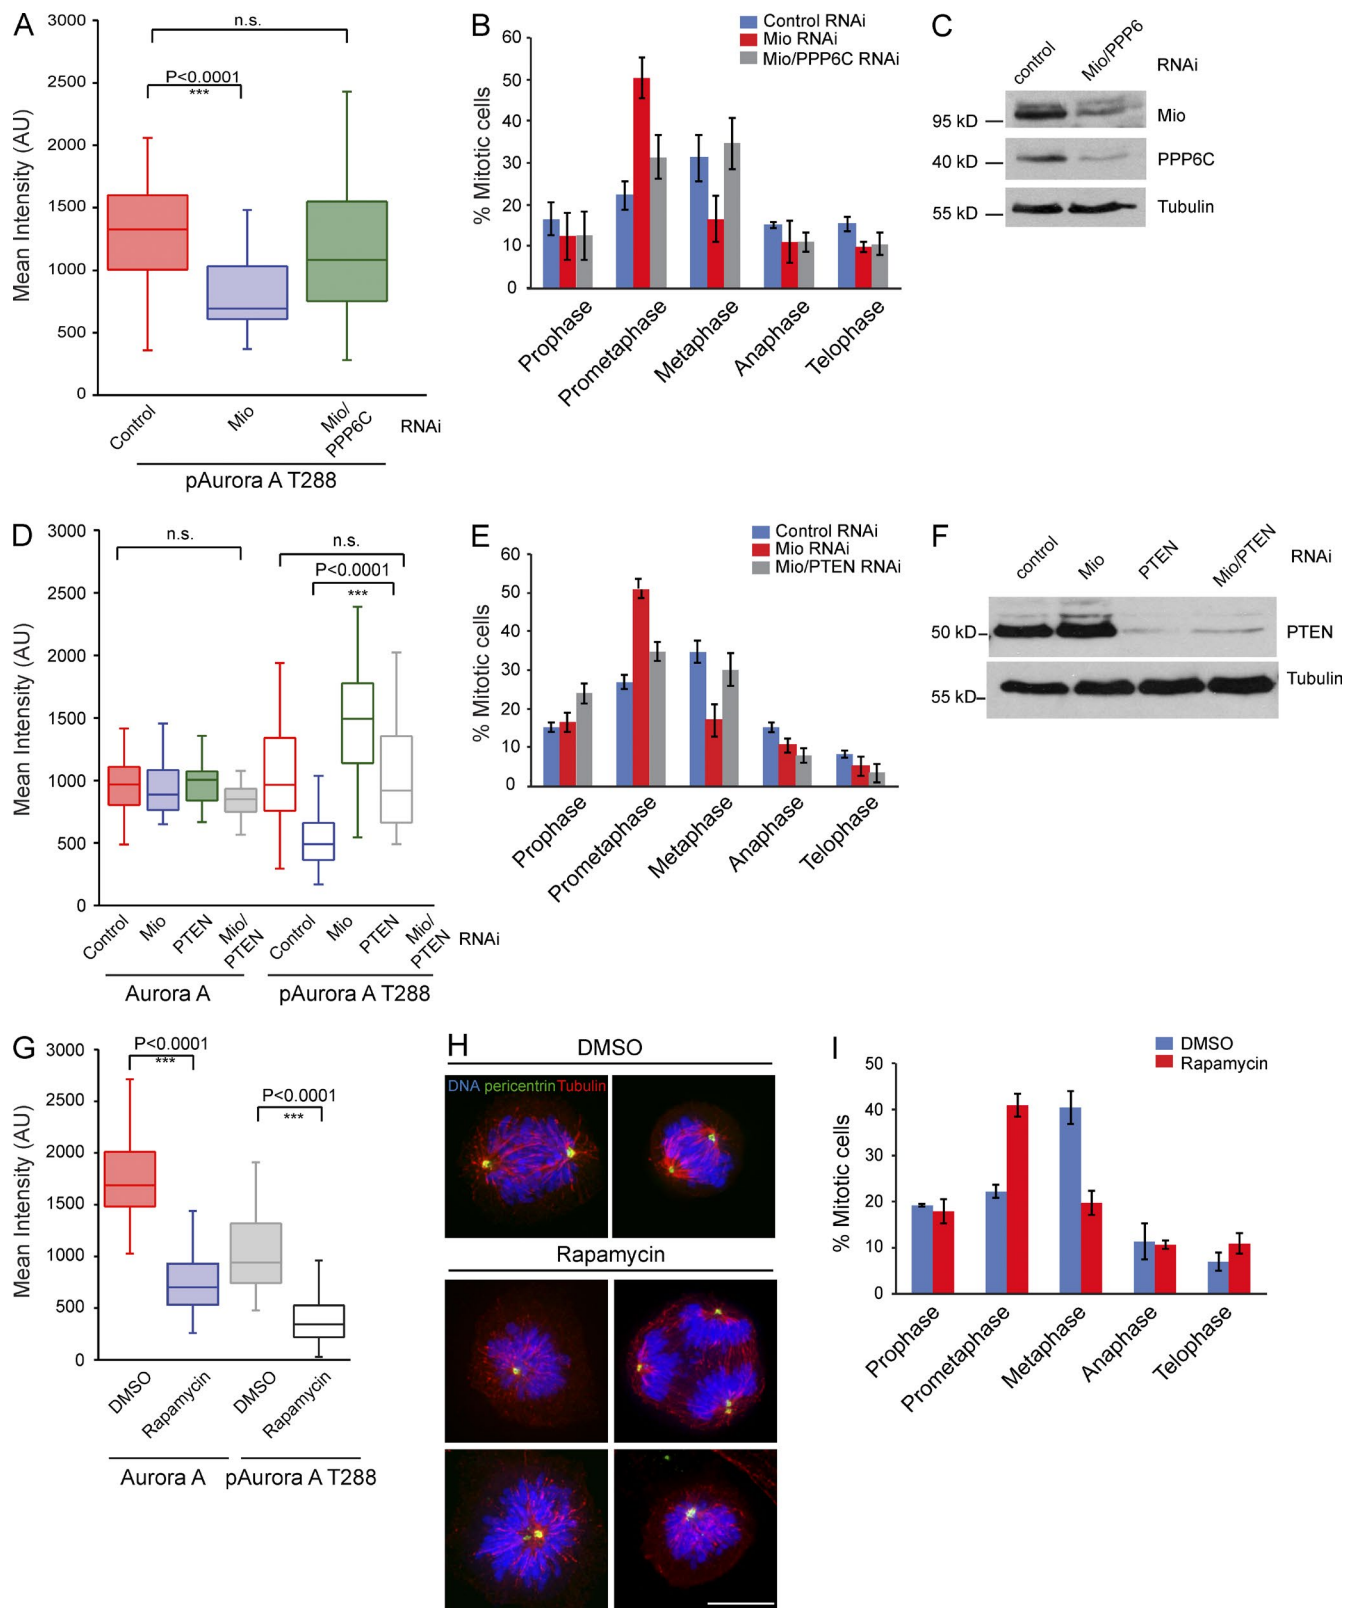 A
3000
2500
2000
1500
1000
500
0
Mean Intensity (AU)
n.s.
P<0.0001
***
Control
Mio
Mio/
PPP6C
RNAi
pAurora A T288
B
Control RNAi
Mio RNAi
Mio/PPP6C RNAi
60
50
40
30
20
10
0
% Mitotic cells
Prophase
Prometaphase
Metaphase
Anaphase
Telophase
C
control
Mio/PPP6
RNAi
95 kD
Mio
40 kD
PPP6C
55 kD
Tubulin
D
3000
2500
2000
1500
1000
500
0
Mean Intensity (AU)
n.s.
n.s.
P<0.0001
***
Control
Mio
PTEN
Mio/
PTEN
Control
Mio
PTEN
Mio/
PTEN
RNAi
Aurora A
pAurora A T288
E
Control RNAi
Mio RNAi
Mio/PTEN RNAi
60
50
40
30
20
10
0
% Mitotic cells
Prophase
Prometaphase
Metaphase
Anaphase
Telophase
F
control
Mio
PTEN
Mio/PTEN
RNAi
50 kD
PTEN
55 kD
Tubulin
G
3000
2500
2000
1500
1000
500
0
Mean Intensity (AU)
P<0.0001
***
P<0.0001
***
DMSO
Rapamycin
DMSO
Rapamycin
Aurora A
pAurora A T288
H
DMSO
DNA pericentrin Tubulin
Rapamycin
I
DMSO
Rapamycin
50
40
30
20
10
0
% Mitotic cells
Prophase
Prometaphase
Metaphase
Anaphase
Telophase